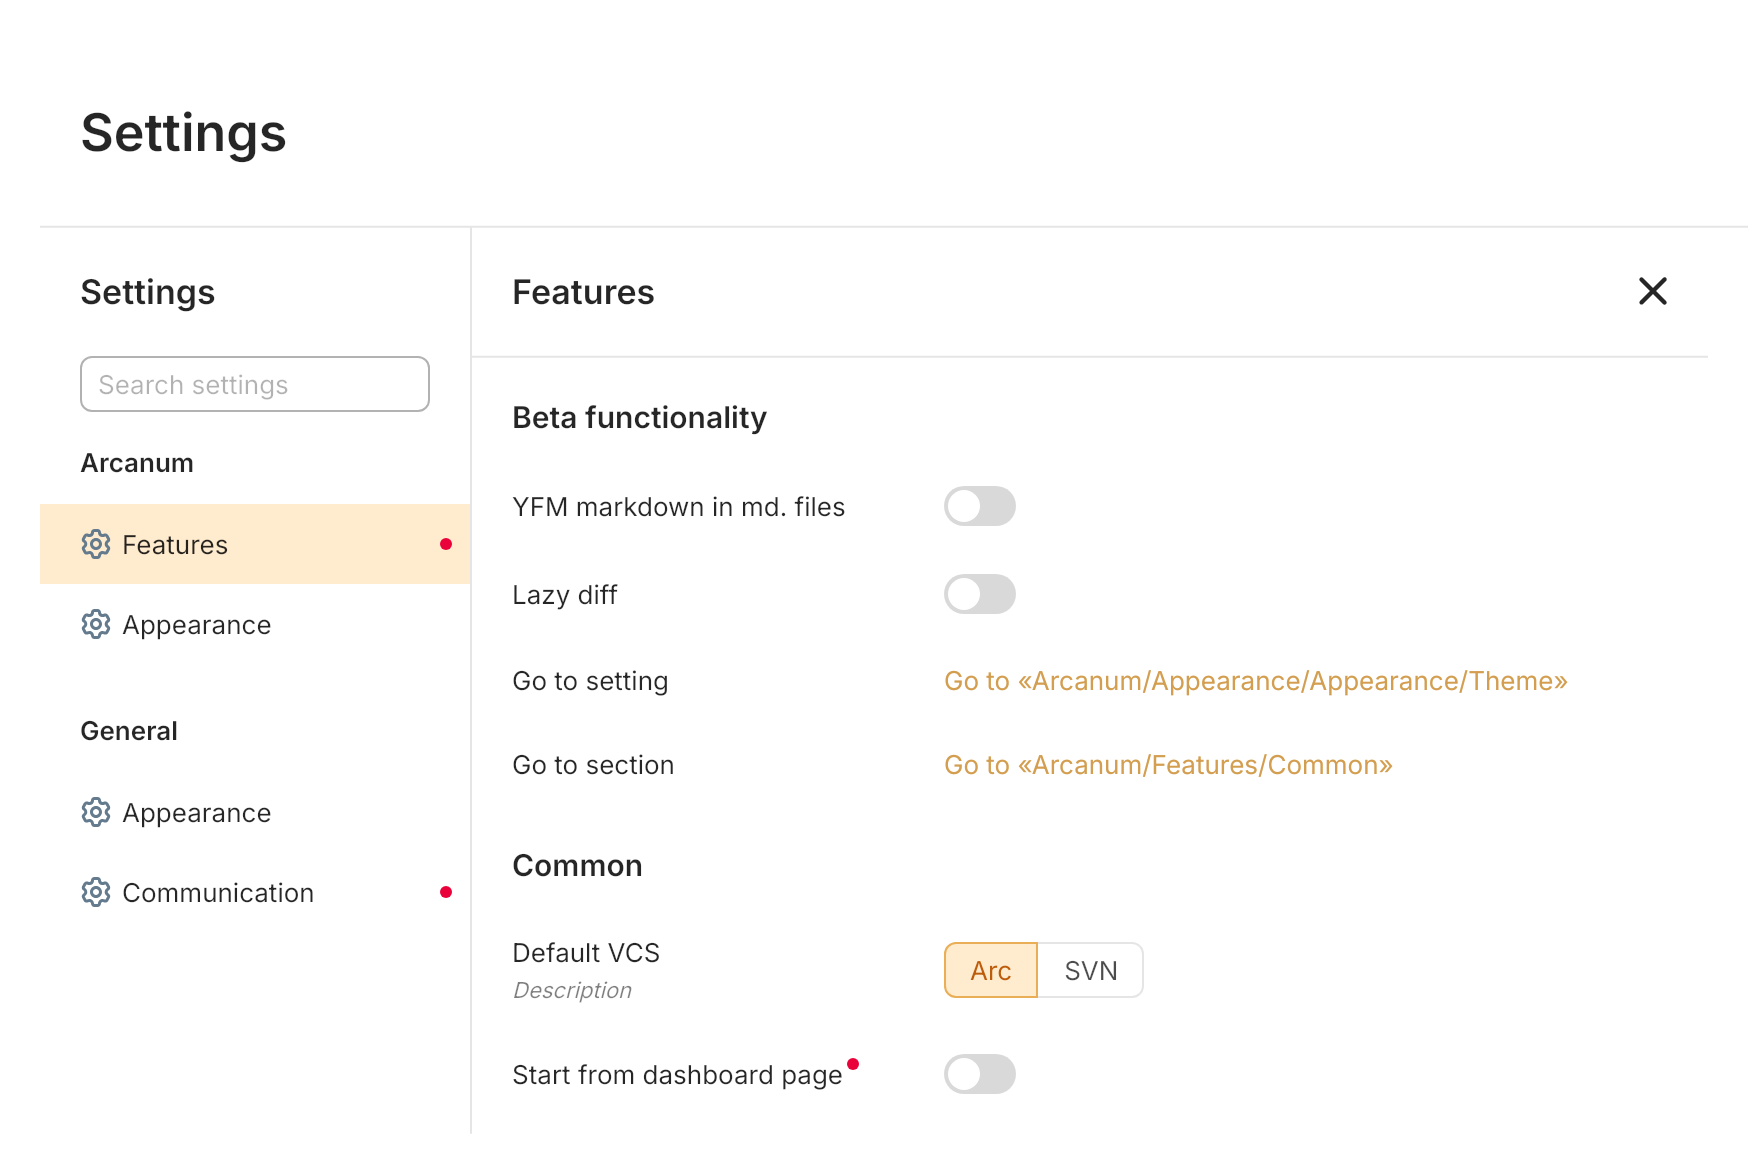 Settings
Settings
Search settings
Arcanum
Features
Appearance
General
Appearance
Communication
Features
Beta functionality
YFM markdown in md. files
Lazy diff
Go to setting
Go to «Arcanum/Appearance/Appearance/Theme»
Go to section
Go to «Arcanum/Features/Common»
Common
Default VCS
Description
Arc
SVN
Start from dashboard page